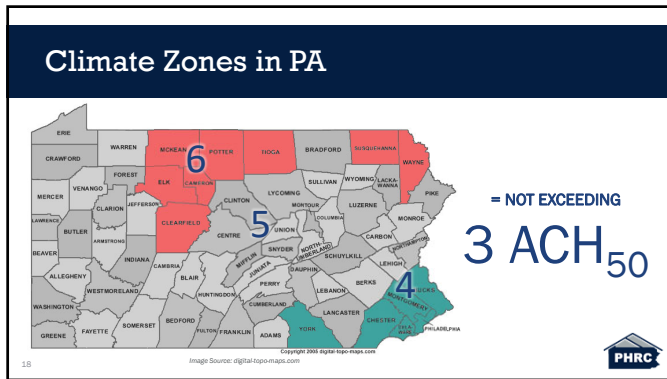 Climate Zones in PA
ERIE
WARREN
MCKEAN
POTTER
TIOGA
BRADFORD
SUSQUEHANNA
WAYNE
CRAWFORD
6
FOREST
ELK
CAMERON
SULLIVAN
WYOMING
LACKA-
WANNA
PIKE
MERCER
VENANGO
CLARION
JEFFERSON
CLINTON
LYCOMING
LUZERNE
MONROE
LAWRENCE
BUTLER
CLEARFIELD
5
MONTOUR
COLUMBIA
CARBON
ARMSTRONG
CENTRE
UNION
NORTHAMPTON
BEAVER
INDIANA
SNYDER
NORTH-
UMBERLAND
SCHUYLKILL
LEHIGH
ALLEGHENY
CAMBRIA
BLAIR
MIFFLIN
JUNIATA
DAUPHIN
BERKS
4
BUCKS
WESTMORELAND
HUNTINGDON
PERRY
LEBANON
MONTGOMERY
WASHINGTON
CUMBERLAND
LANCASTER
CHESTER
PHILADELPHIA
GREENE
FAYETTE
SOMERSET
BEDFORD
FULTON
FRANKLIN
ADAMS
YORK
DELA-
WARE
= NOT EXCEEDING
3 ACH50
Copyright 2005 digital-topo-maps.com
Image Source: digital-topo-maps.com
18
PHRC